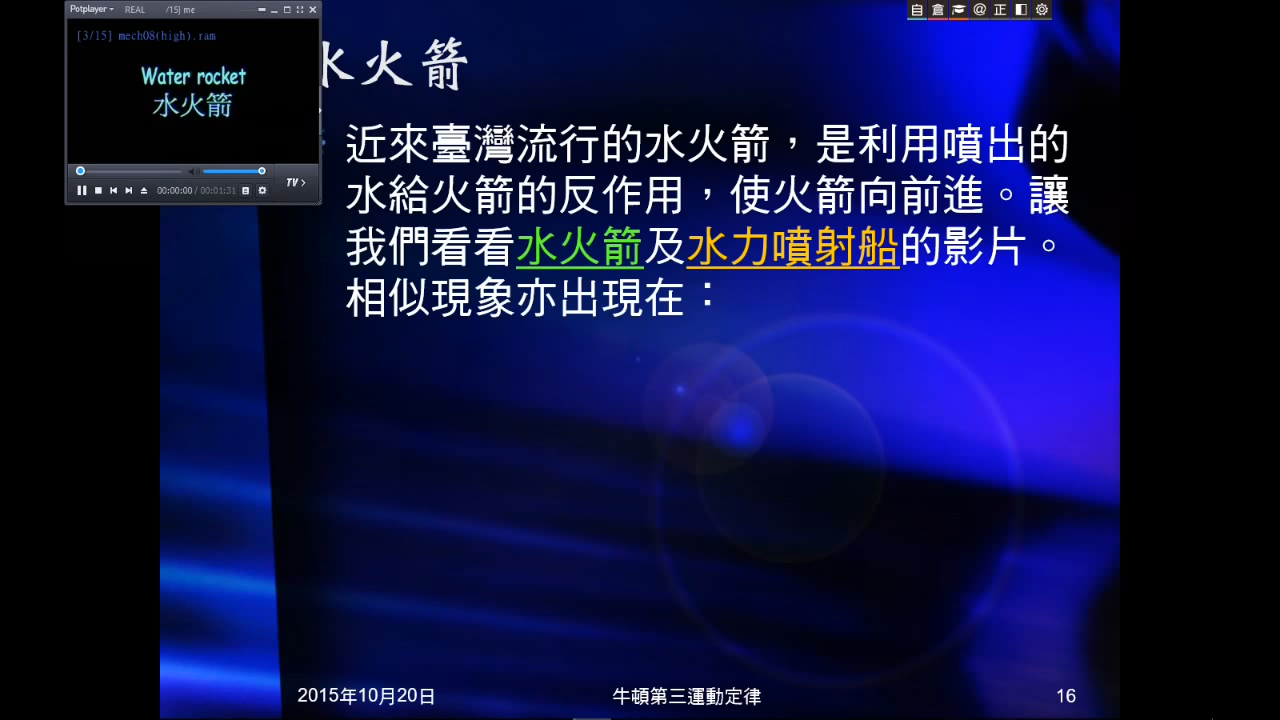 Potplayer REAL /15] me
[3/15] mech08(high).ram
Water rocket
水火箭
00:00:00 / 00:01:31
TV
自倉@正
水火箭
近來臺灣流行的水火箭,是利用噴出的
水給火箭的反作用,使火箭向前進。讓
我們看看水火箭及水力噴射船的影片。
相似現象亦出現在:
2015年10月20日
牛頓第三運動定律
16